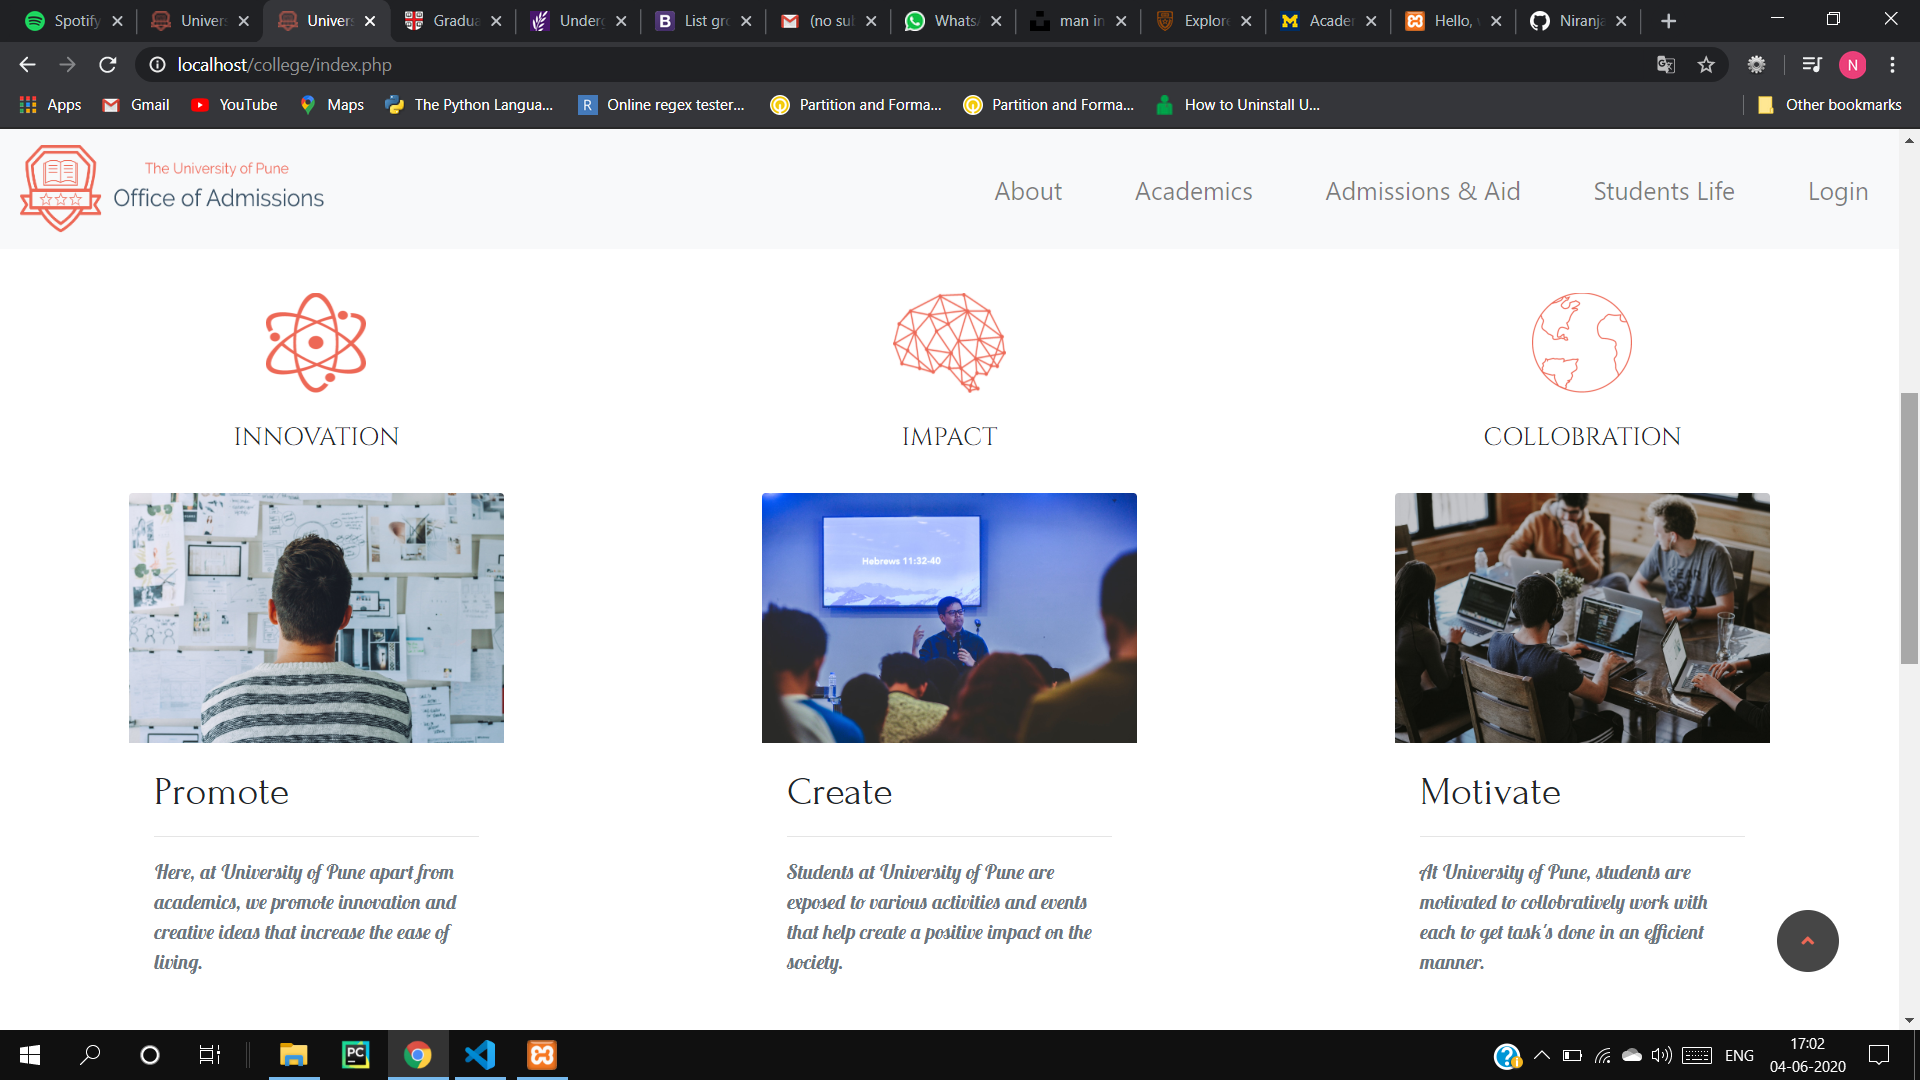 Spotify
Univers
Univers
Gradua
Underg
List gro
(no sub
WhatsA
man in
Explore
Academ
Hello, w
Niranja
localhost/college/index.php
N
Apps
Gmail
YouTube
Maps
The Python Langua...
R
Online regex tester...
Partition and Forma...
Partition and Forma...
How to Uninstall U...
Other bookmarks
The University of Pune
Office of Admissions
About
Academics
Admissions & Aid
Students Life
Login
INNOVATION
IMPACT
COLLOBRATION
Hebrews 11:32-40
Promote
Here, at University of Pune apart from
academics, we promote innovation and
creative ideas that increase the ease of
living.
Create
Students at University of Pune are
exposed to various activities and events
that help create a positive impact on the
society.
Motivate
At University of Pune, students are
motivated to collobratively work with
each to get task's done in an efficient
manner.
PC
ENG
17:02
04-06-2020